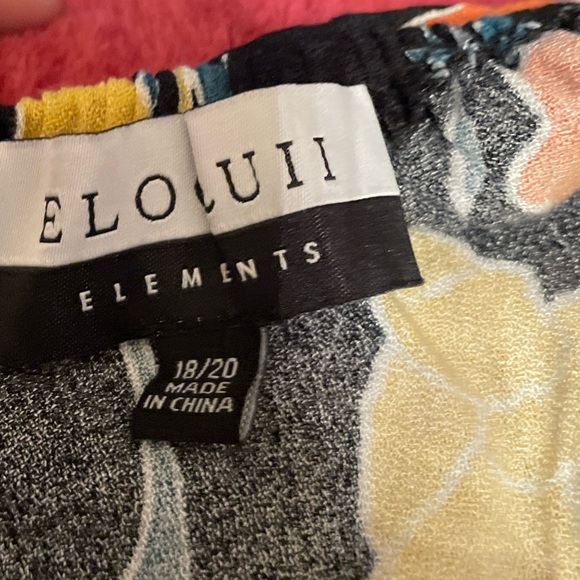 ELOQUII
ELEMENTS
18/20
MADE
IN CHINA